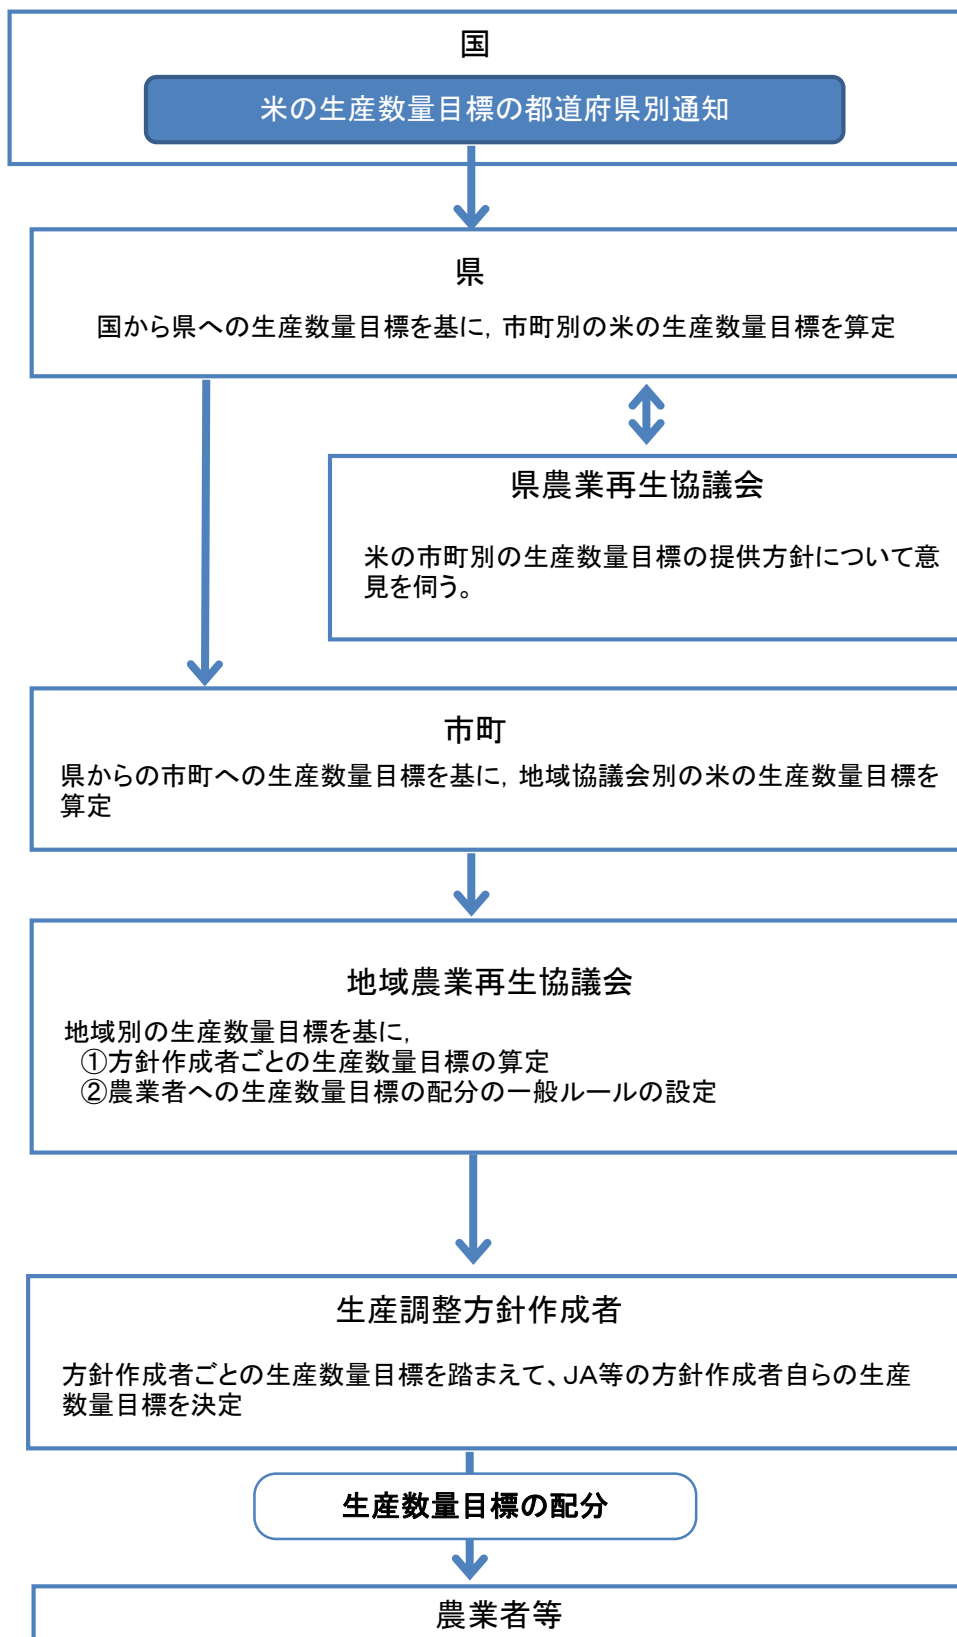 国
米の生産数量目標の都道府県別通知
県
国から県への生産数量目標を基に，市町別の米の生産数量目標を算定
県農業再生協議会
米の市町別の生産数量目標の提供方針について意
見を伺う。
市町
県からの市町への生産数量目標を基に，地域協議会別の米の生産数量目標を
算定
地域農業再生協議会
地域別の生産数量目標を基に，
①方針作成者ごとの生産数量目標の算定
②農業者への生産数量目標の配分の一般ルールの設定
生産調整方針作成者
方針作成者ごとの生産数量目標を踏まえて、JA等の方針作成者自らの生産
数量目標を決定
生産数量目標の配分
農業者等